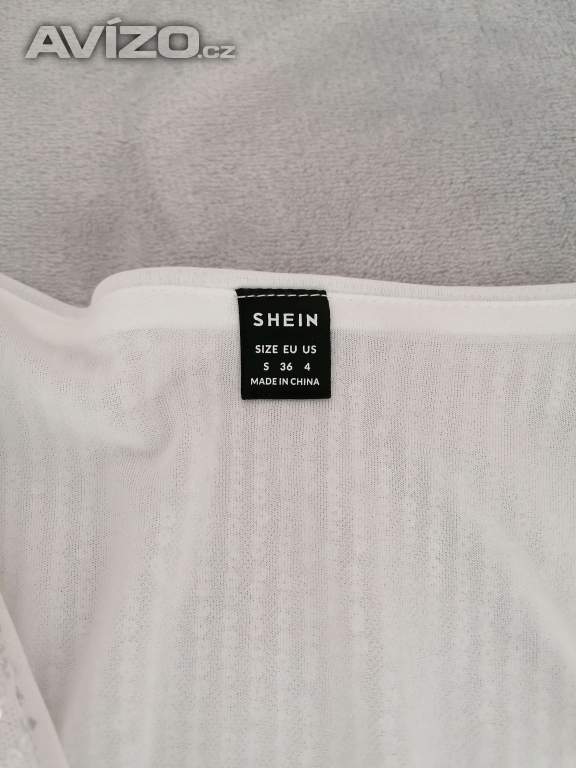 AVÍZO.cz
SHEIN
SIZE EU US
S 36 4
MADE IN CHINA